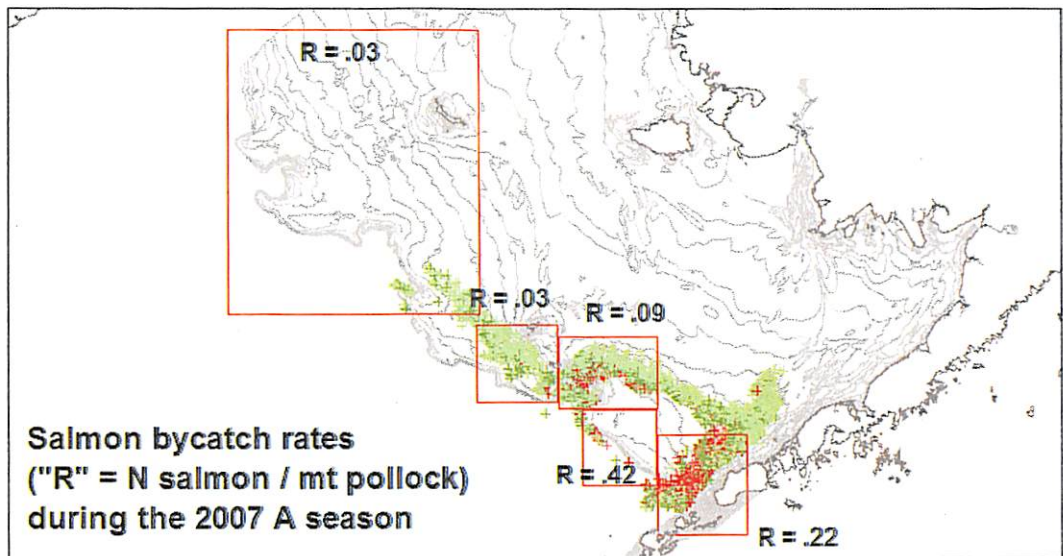 R = .03
R = .03
R = .09
R = .42
R = .22
Salmon bycatch rates
("R" = N salmon / mt pollock)
during the 2007 A season